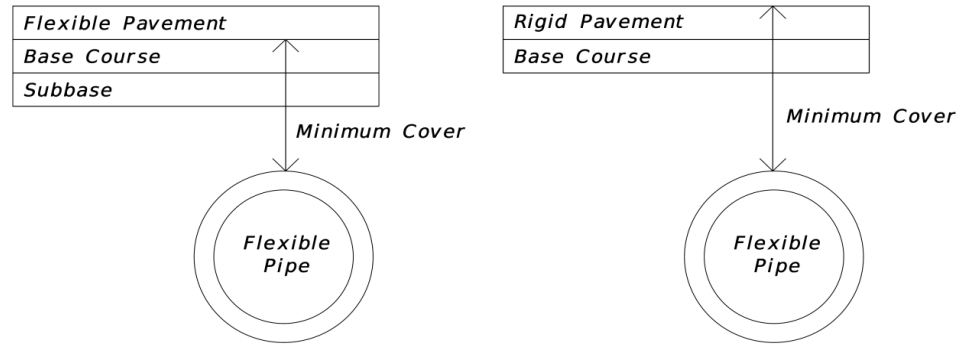 Flexible Pavement
Base Course
Subbase
Minimum Cover
Flexible
Pipe
Rigid Pavement
Base Course
Minimum Cover
Flexible
Pipe